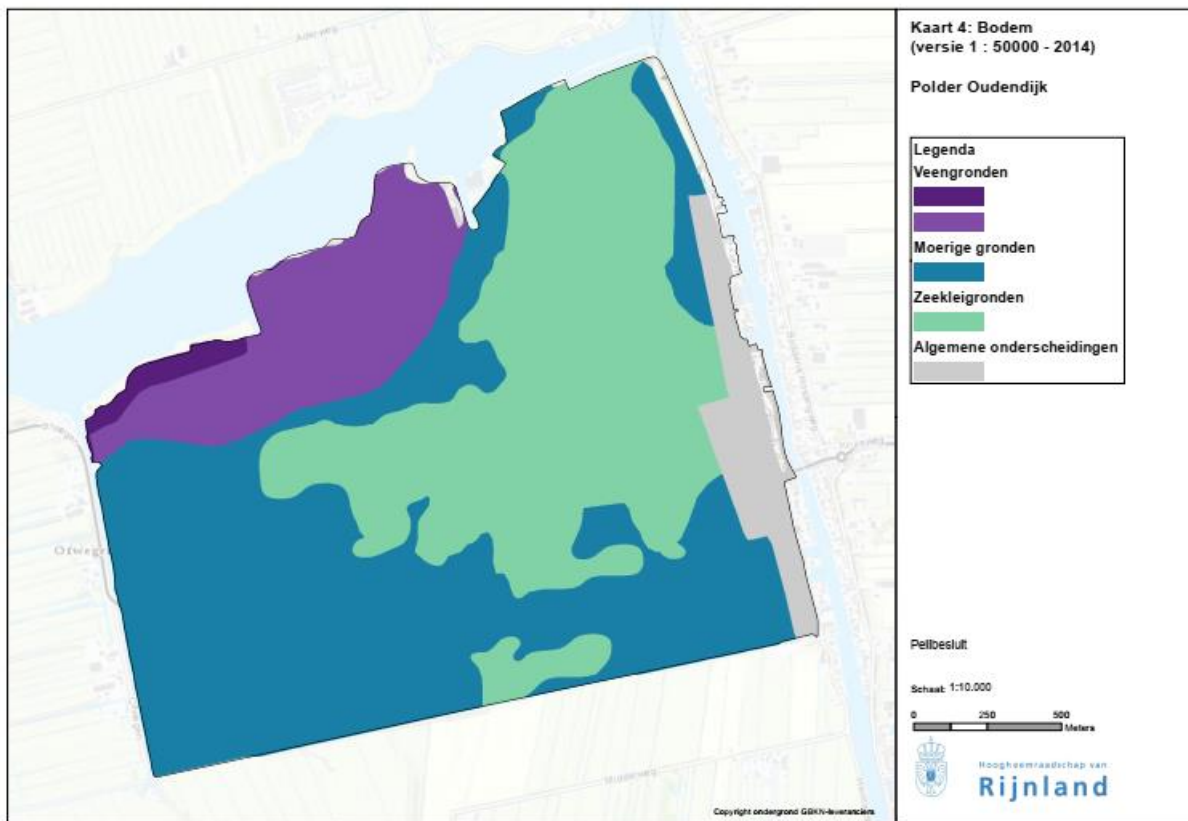 Kaart 4: Bodem
(versie 1 : 50000 - 2014)
Polder Oudendijk
Legenda
Veengronden
Moerige gronden
Zeekleigronden
Algemene onderscheidingen
Peilbesluit
Schaal: 1:10.000
0 250 500
Meters
Hoogheemraadschap van
Rijnland
Copyright ondergrond GBKN-leveranciers